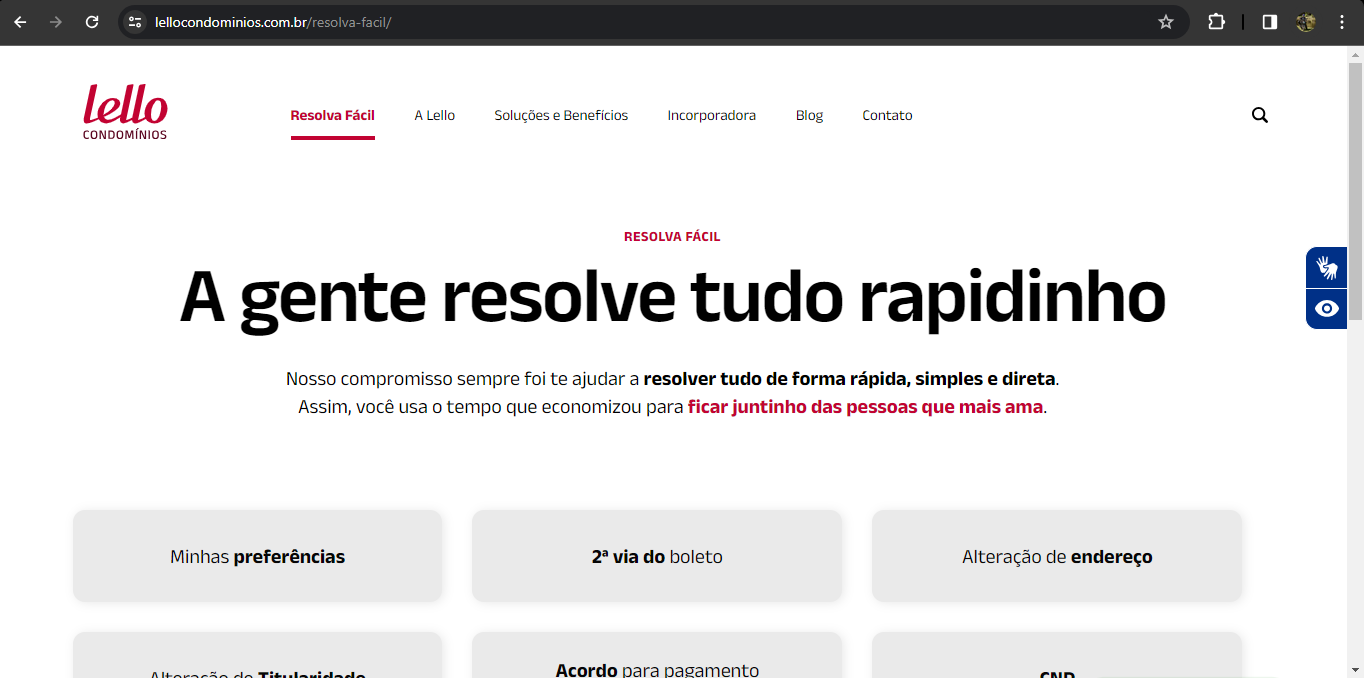 lellocondominios.com.br/resolva-facil/
lello
CONDOMÍNIOS
Resolva Fácil
A Lello
Soluções e Benefícios
Incorporadora
Blog
Contato
RESOLVA FÁCIL
A gente resolve tudo rapidinho
Nosso compromisso sempre foi te ajudar a resolver tudo de forma rápida, simples e direta.
Assim, você usa o tempo que economizou para ficar juntinho das pessoas que mais ama.
Minhas preferências
2ª via do boleto
Alteração de endereço
Alteração de Titularidade
Acordo para pagamento
CND